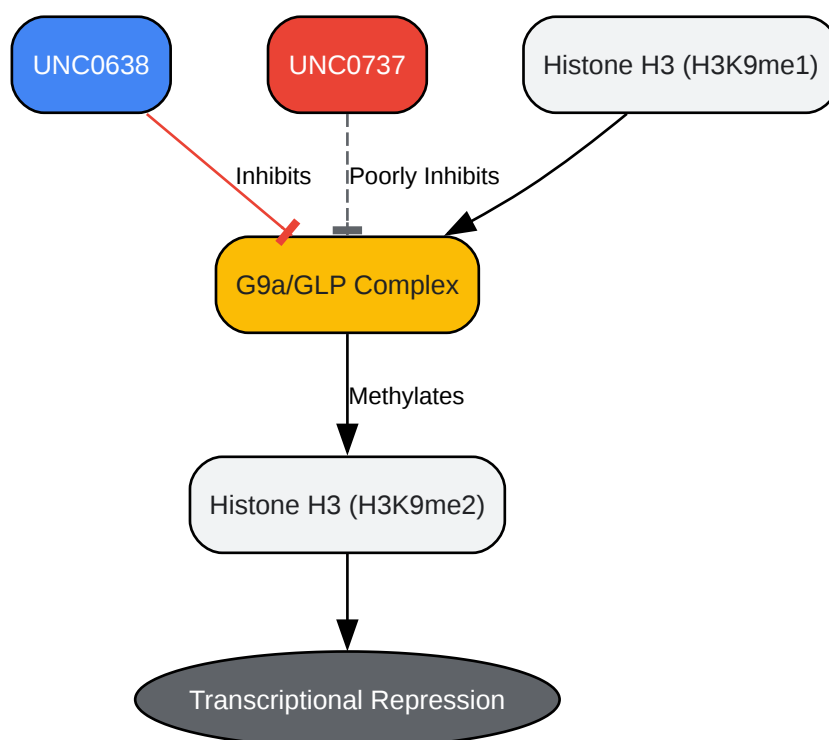 UNC0638
UNC0737
Histone H3 (H3K9me1)
Inhibits
Poorly Inhibits
G9a/GLP Complex
Methylates
Histone H3 (H3K9me2)
Transcriptional Repression